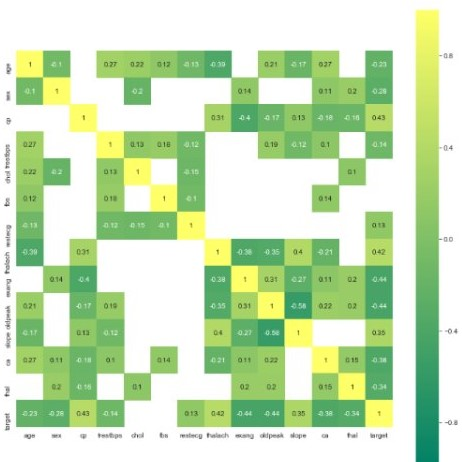 age 1 -0.1 0.27 0.22 0.12 -0.13 -0.39 0.21 -0.17 0.27 -0.23
sex -0.1 1 -0.2 0.14 0.11 0.2 -0.28
cp 1 0.31 -0.4 -0.17 0.13 -0.16 -0.16 0.43
trestbps 0.27 1 0.13 0.16 -0.12 0.19 -0.12 0.1 -0.14
chol 0.22 -0.2 0.13 1 -0.15 0.1
fbs 0.12 0.18 1 -0.1 0.14
restecg -0.13 -0.12 -0.15 -0.1 1 0.13
thalach -0.39 0.31 1 -0.38 -0.35 0.4 -0.21 0.42
exang 0.14 -0.4 -0.38 1 0.31 -0.27 0.11 0.2 -0.44
oldpeak 0.21 -0.17 0.19 -0.35 0.31 1 -0.58 0.22 0.2 -0.44
slope -0.17 0.13 -0.12 0.4 -0.27 -0.58 1 0.35
ca 0.27 0.11 -0.16 0.1 0.14 -0.21 0.11 0.22 1 0.15 -0.38
thal 0.2 -0.16 0.1 0.2 0.2 0.15 1 -0.34
target -0.23 -0.28 0.43 -0.14 0.13 0.42 -0.44 -0.44 0.35 -0.38 -0.34 1
age sex cp trestbps chol fbs restecg thalach exang oldpeak slope ca thal target
0.8
0.4
0.0
-0.4
-0.8